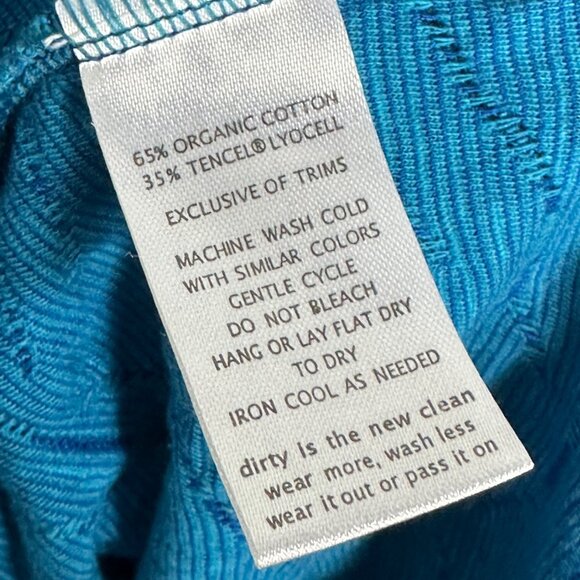 65% ORGANIC COTTON
35% TENCEL® LYOCELL
EXCLUSIVE OF TRIMS
MACHINE WASH COLD
WITH SIMILAR COLORS
GENTLE CYCLE
DO NOT BLEACH
HANG OR LAY FLAT DRY
TO DRY
IRON COOL AS NEEDED
dirty Is the new clean
wear more, wash less
wear it out or pass it on